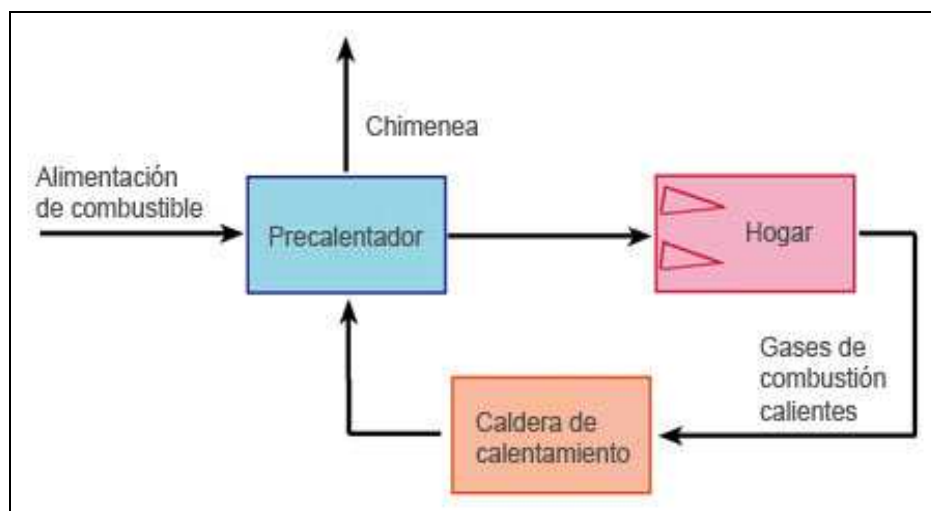 Chimenea
Alimentación
de combustible
Precalentador
Hogar
Gases de
combustión
calientes
Caldera de
calentamiento